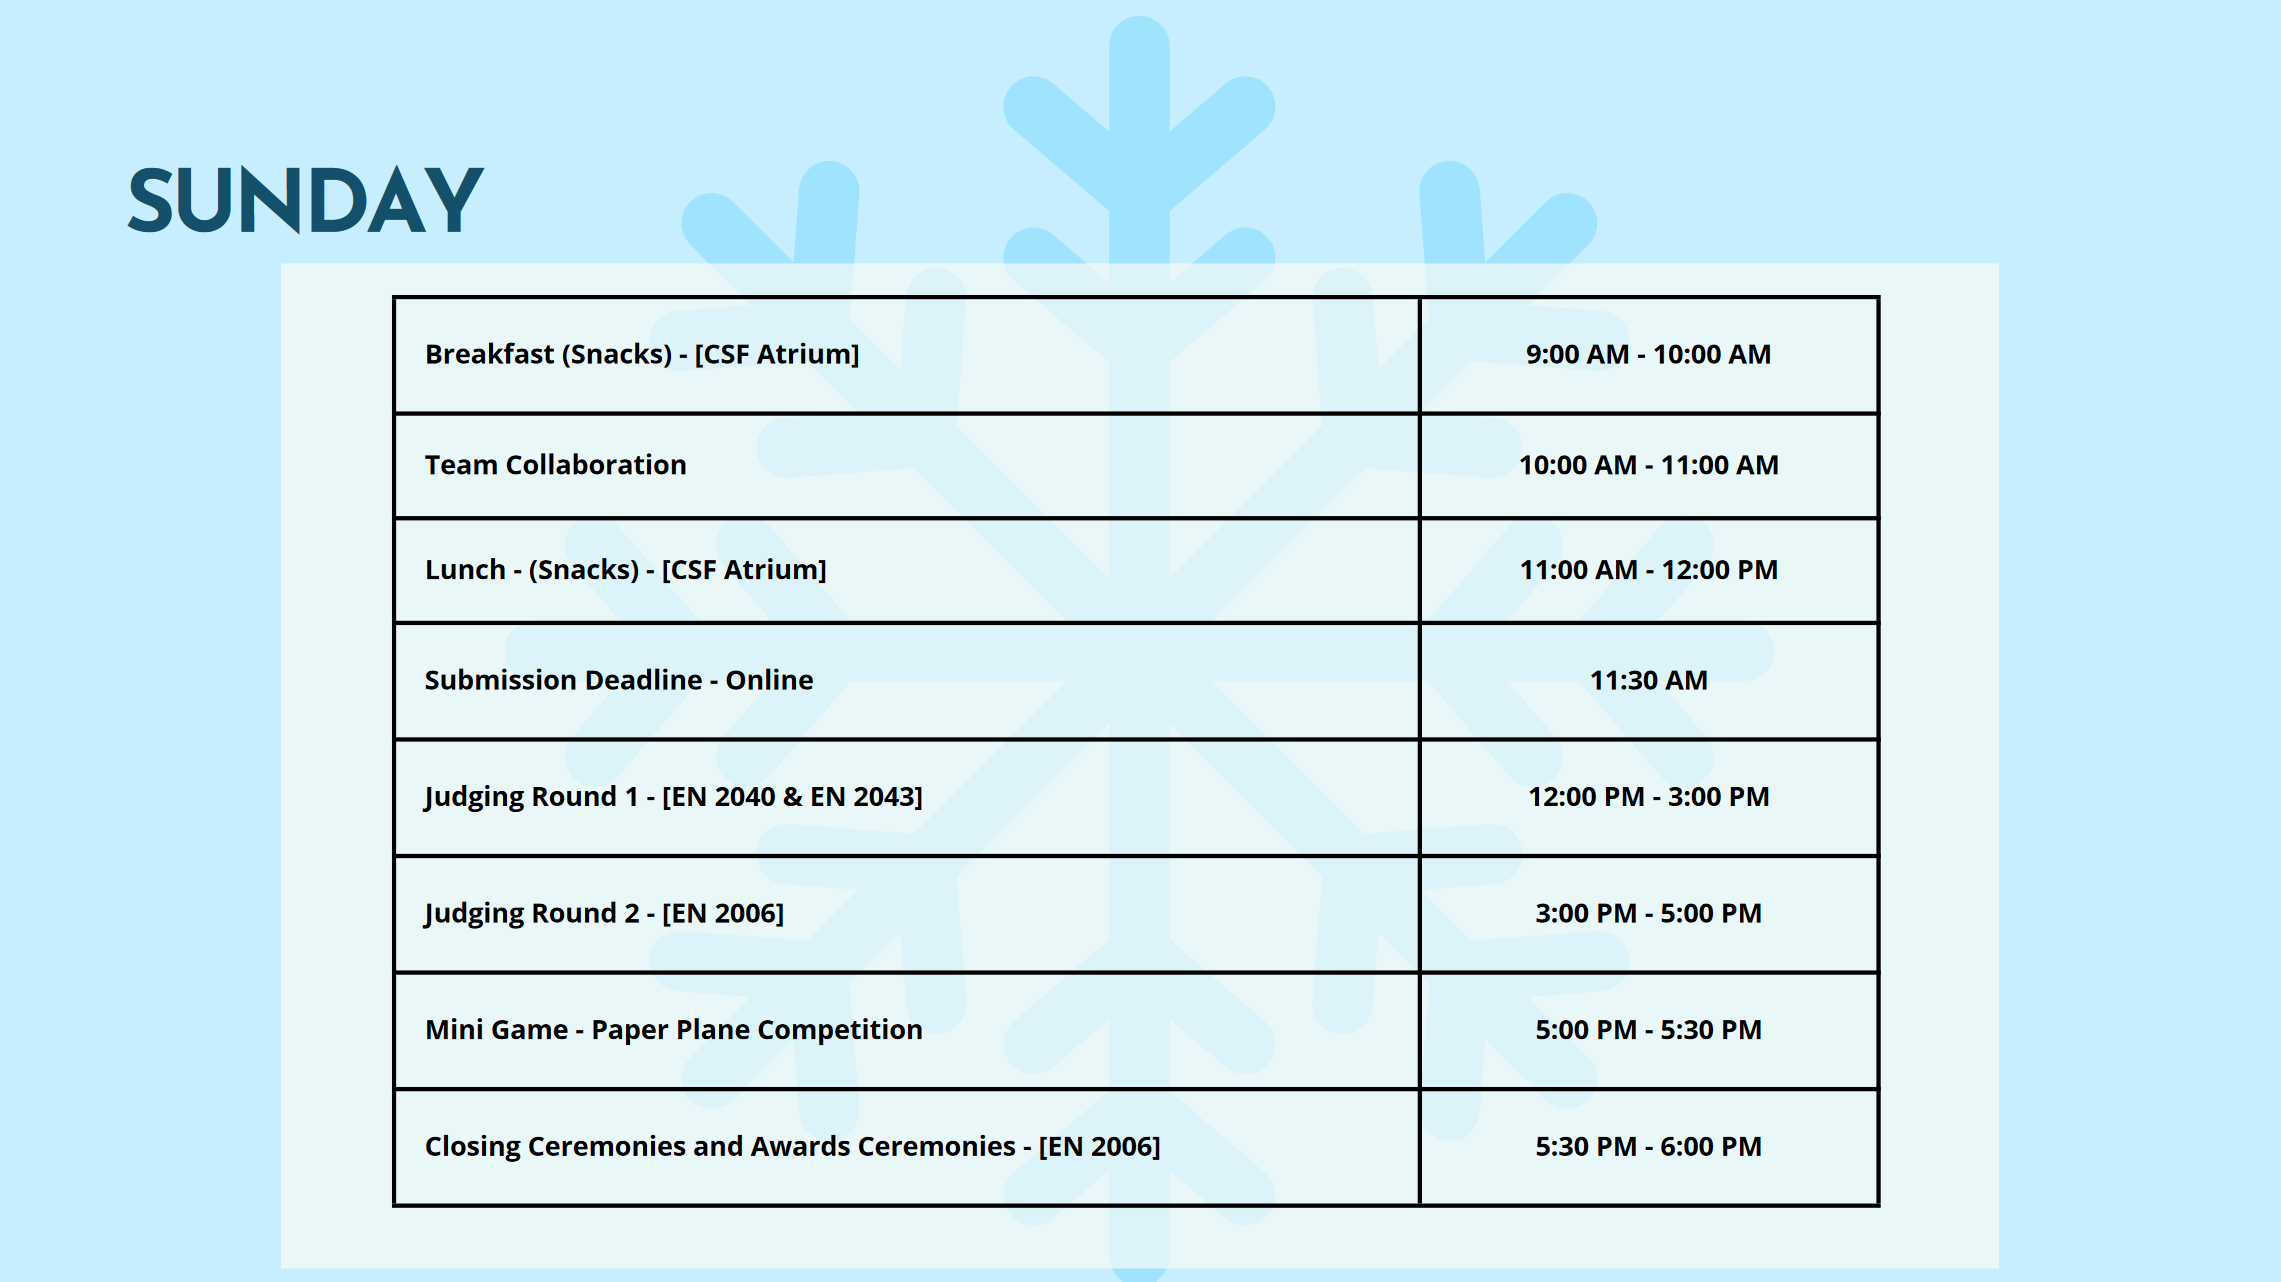 SUNDAY
Breakfast (Snacks) - [CSF Atrium] 9:00 AM - 10:00 AM
Team Collaboration 10:00 AM - 11:00 AM
Lunch - (Snacks) - [CSF Atrium] 11:00 AM - 12:00 PM
Submission Deadline - Online 11:30 AM
Judging Round 1 - [EN 2040 & EN 2043] 12:00 PM - 3:00 PM
Judging Round 2 - [EN 2006] 3:00 PM - 5:00 PM
Mini Game - Paper Plane Competition 5:00 PM - 5:30 PM
Closing Ceremonies and Awards Ceremonies - [EN 2006] 5:30 PM - 6:00 PM